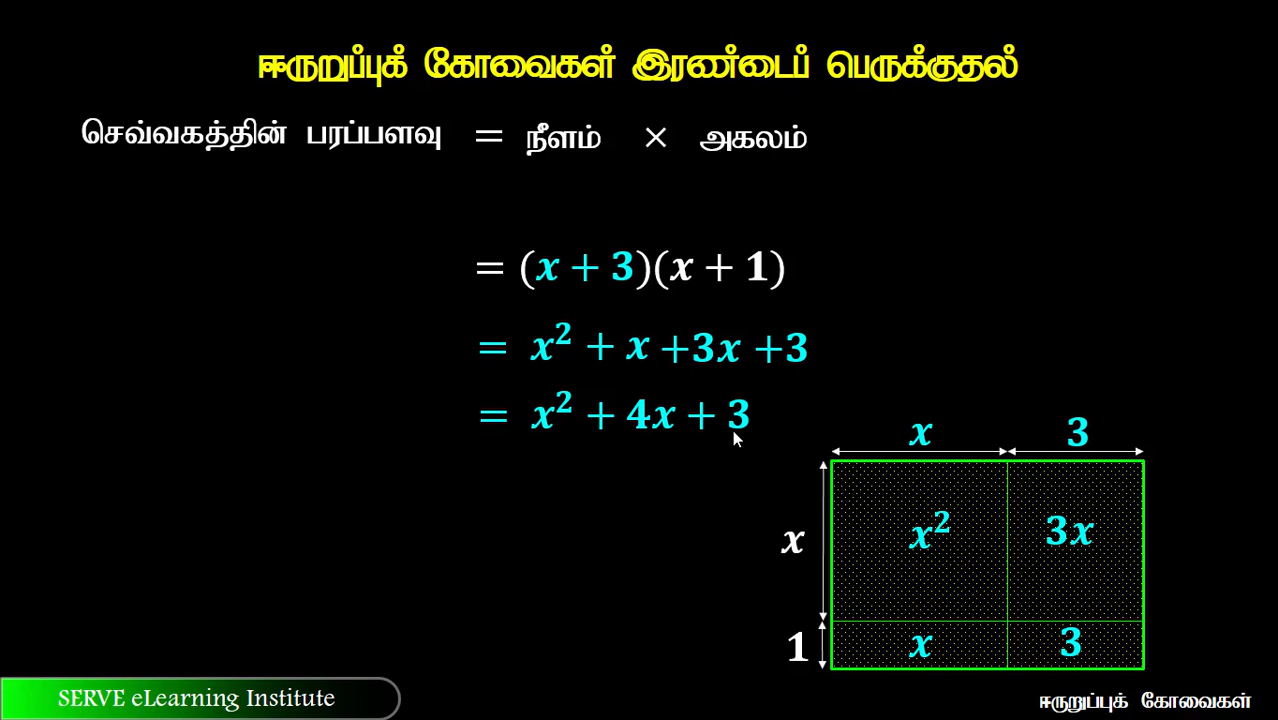 ஈருறுப்புக் கோவைகள் இரண்டைப் பெருக்குதல்
செவ்வகத்தின் பரப்பளவு = நீளம் × அகலம்
= (x + 3)(x + 1)
= x² + x +3x +3
= x² + 4x + 3
x 3
x x² 3x
1 x 3
SERVE eLearning Institute
ஈருறுப்புக் கோவைகள்